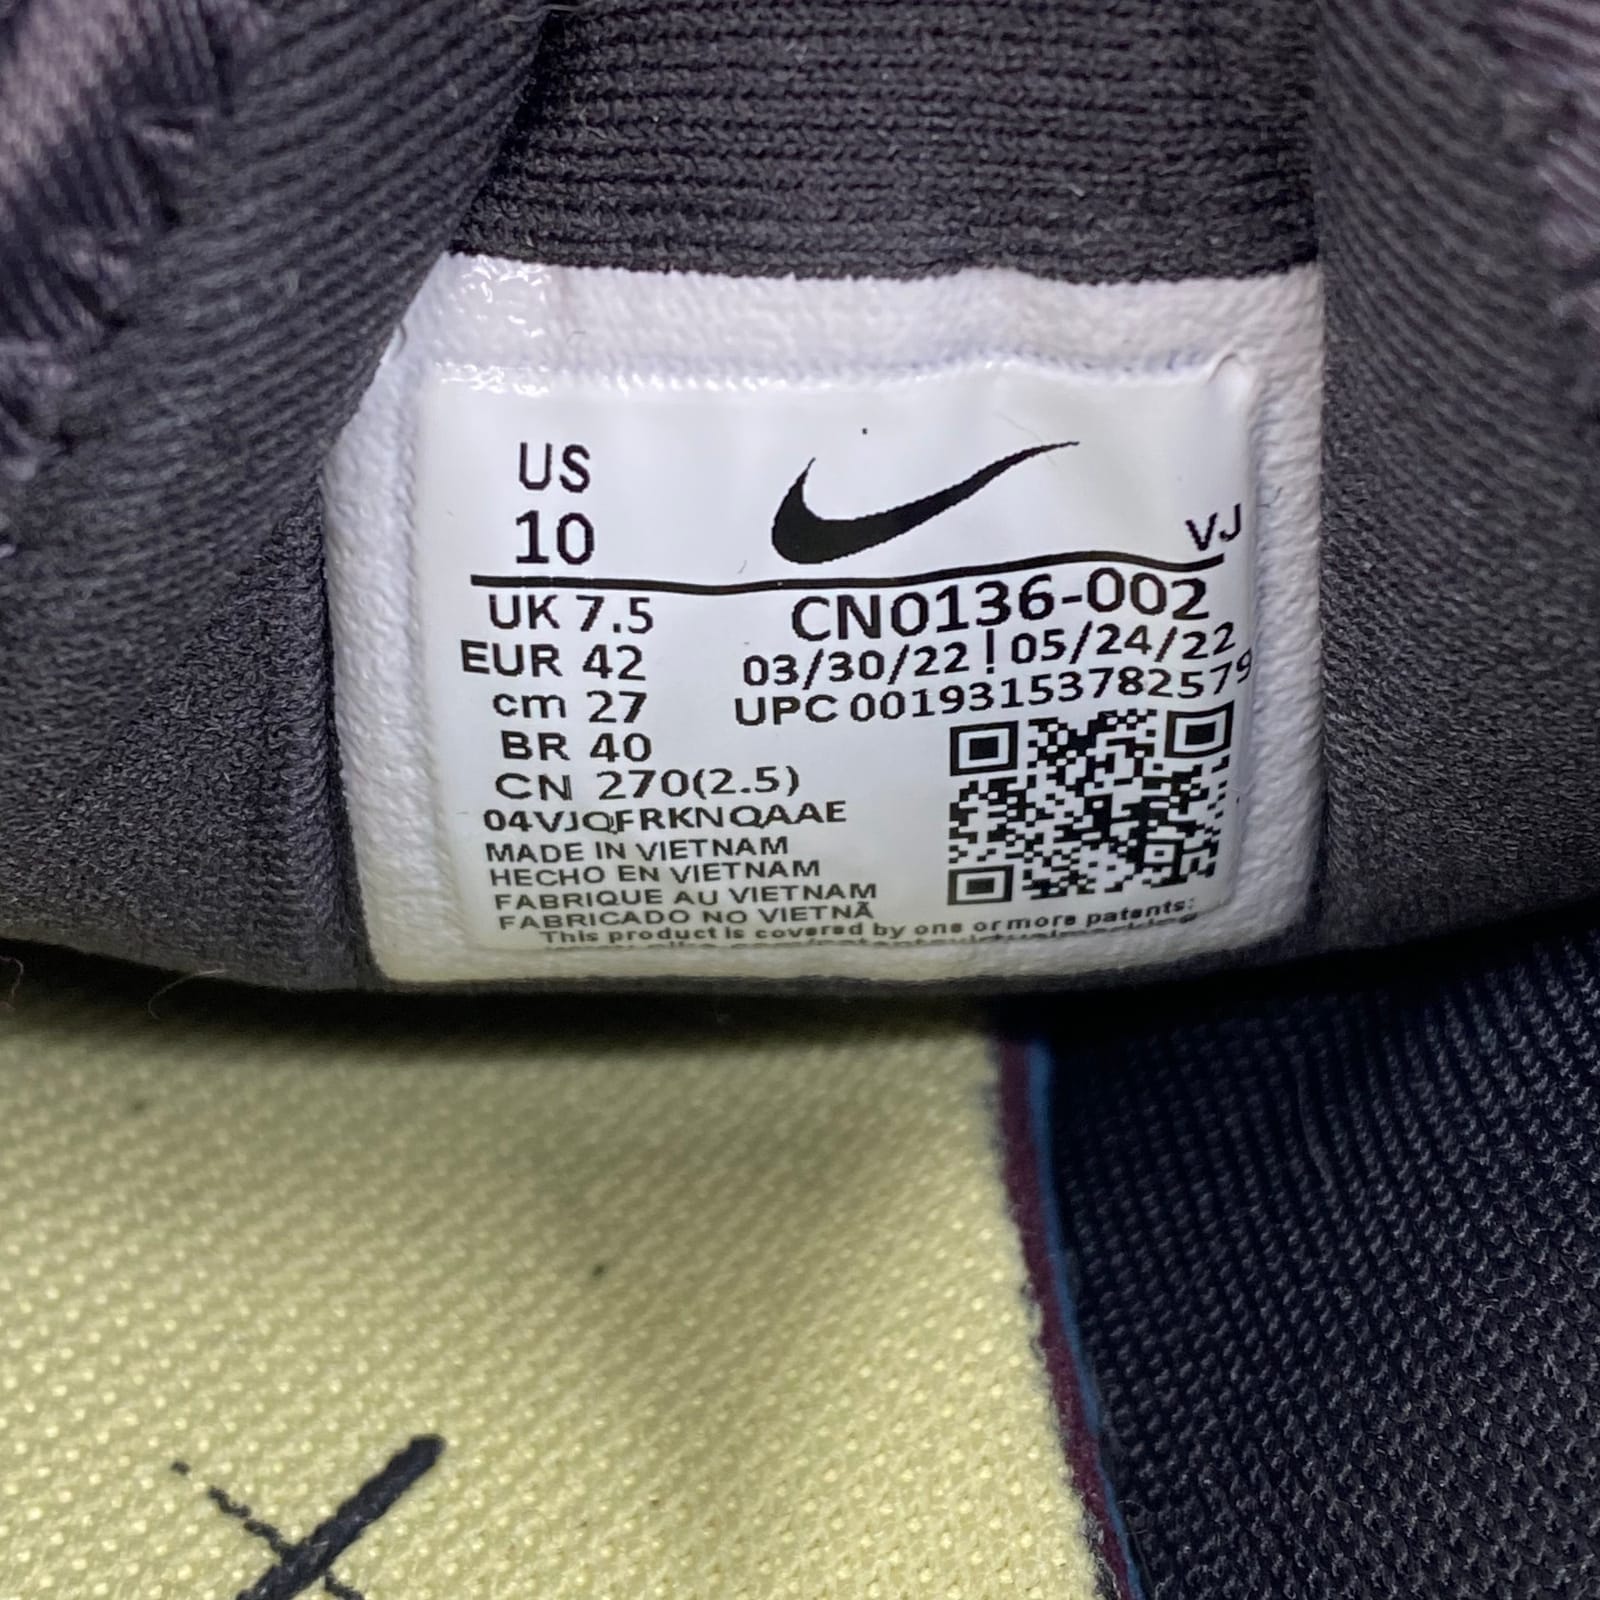 US
10
VJ
UK 7.5
CN0136-002
EUR 42
03/30/22 | 05/24/22
cm 27
UPC 00193153782579
BR 40
CN 270(2.5)
04VJQFRKNQAAE
MADE IN VIETNAM
HECHO EN VIETNAM
FABRIQUE AU VIETNAM
FABRICADO NO VIETNÃ
This product is covered by one or more patents: